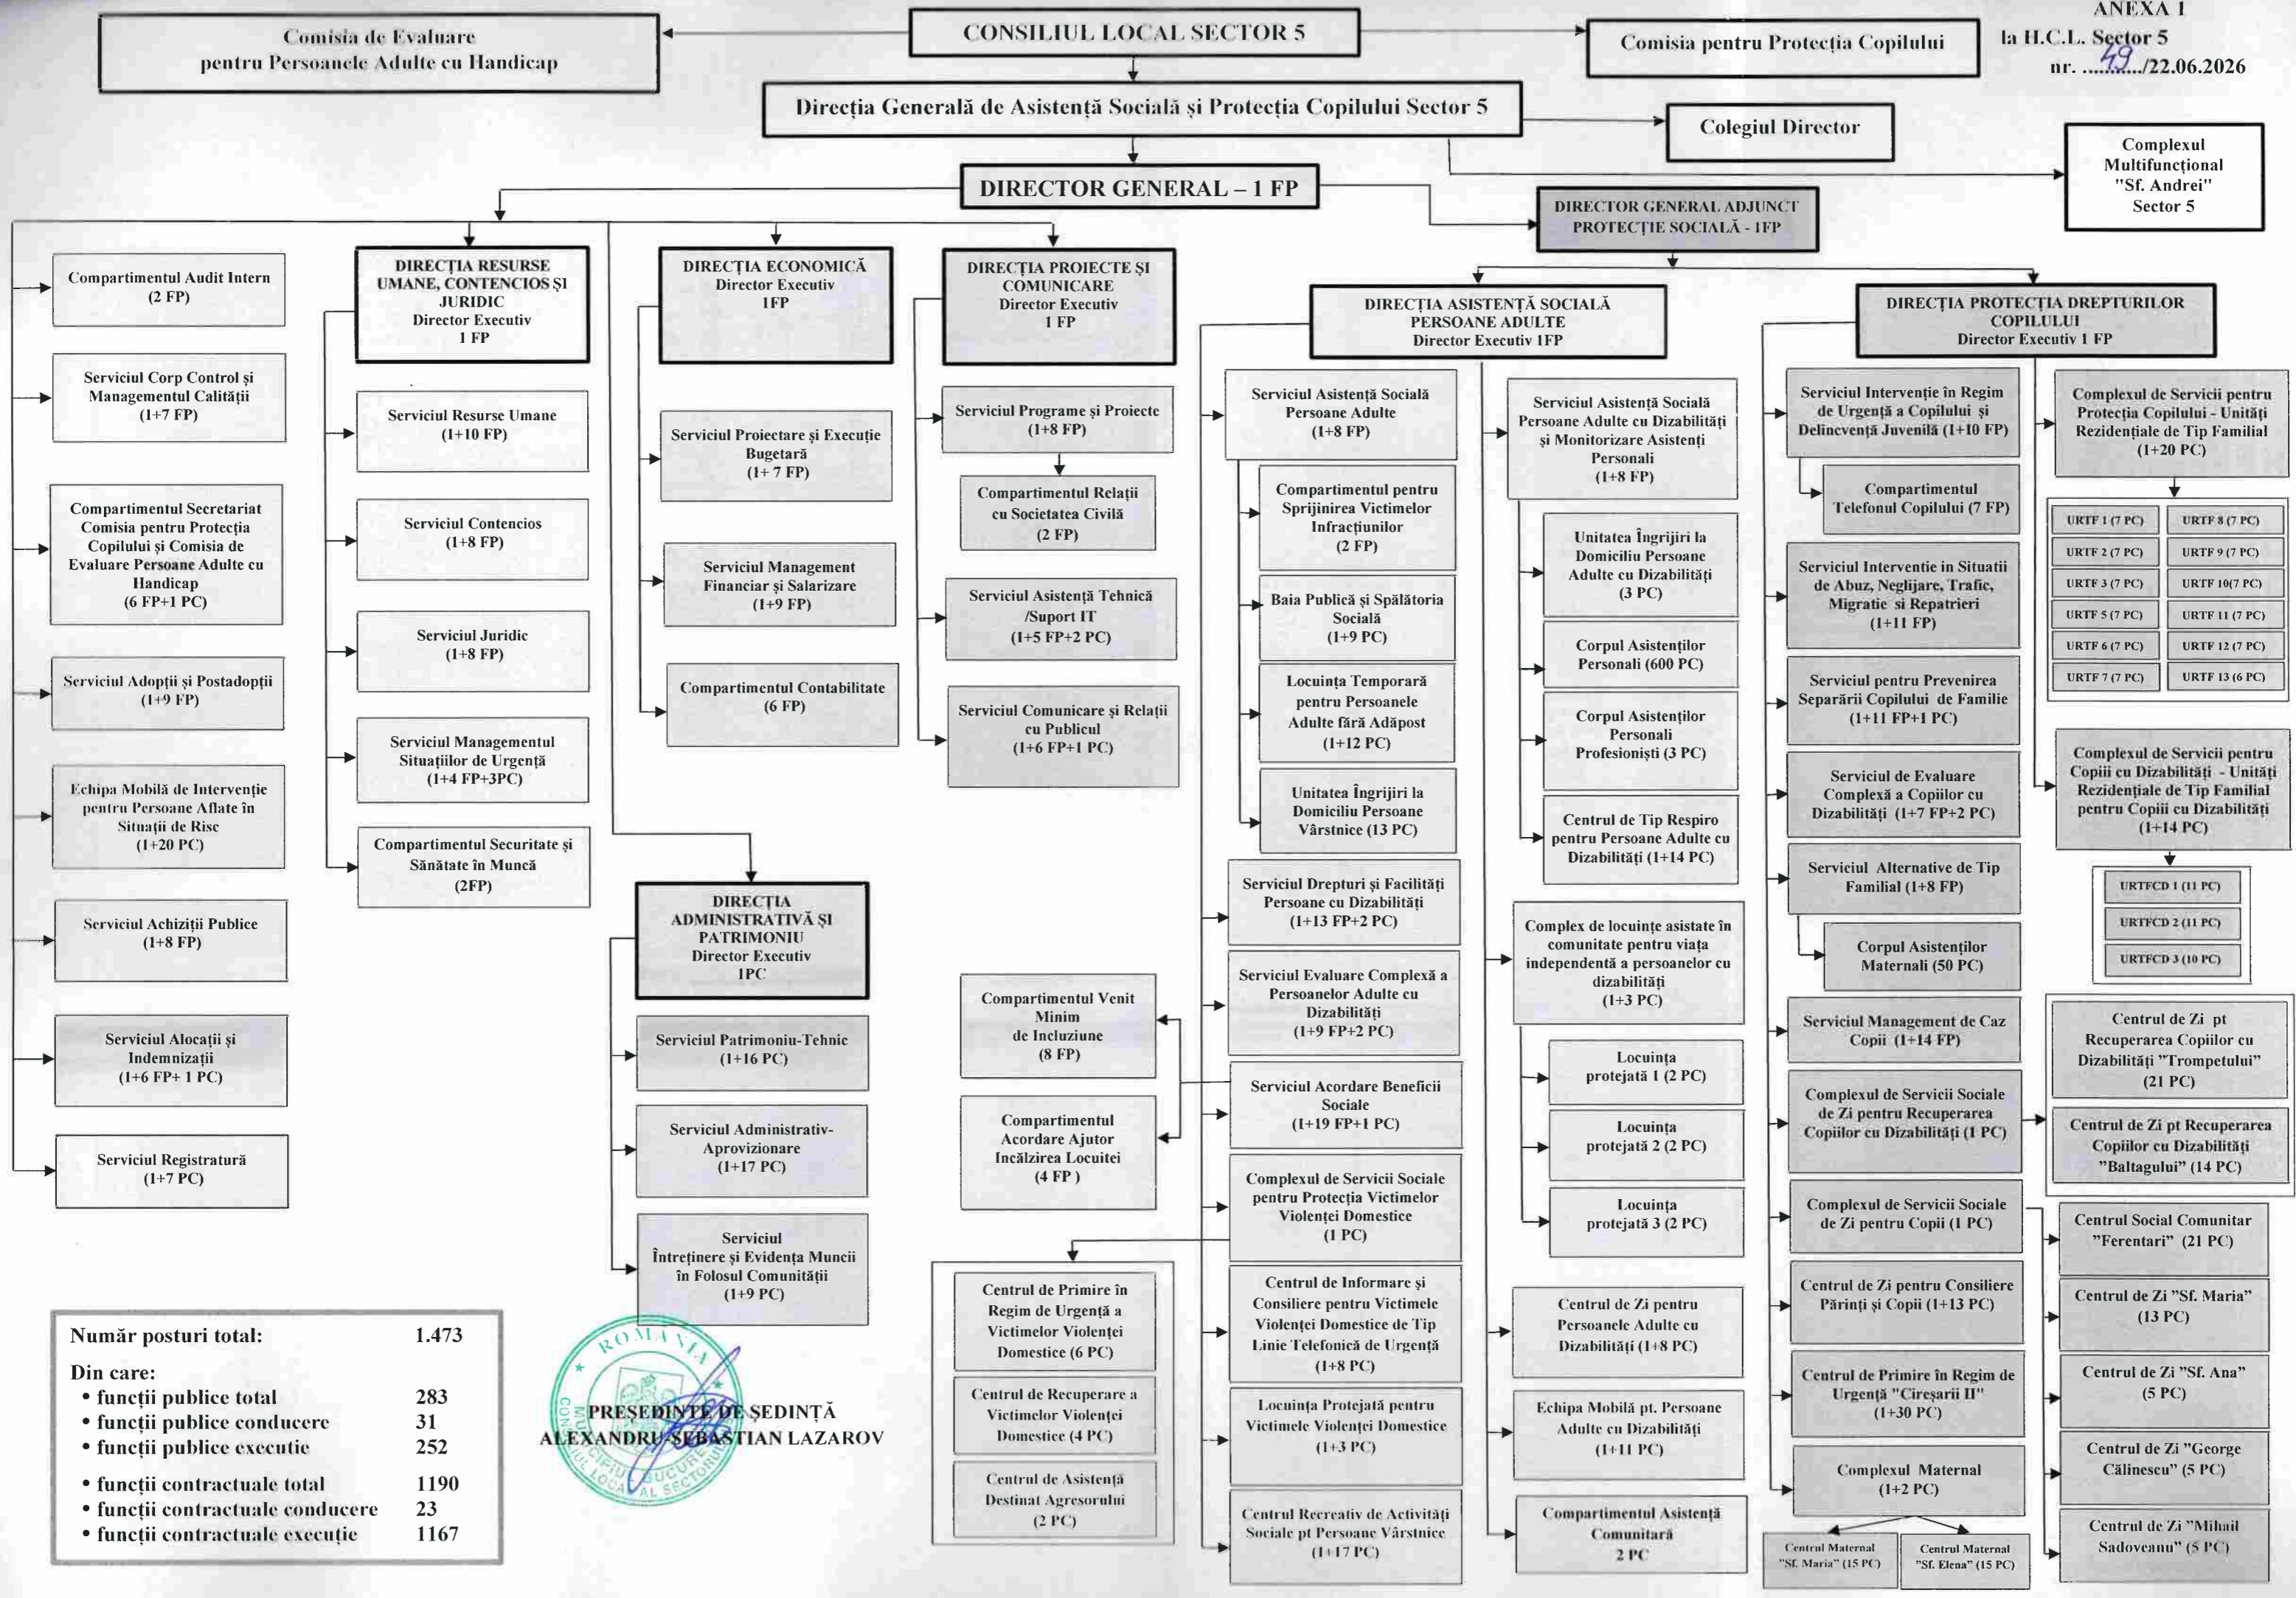 ANEXA 1
la H.C.L. Sector 5
nr. ....49..../22.06.2026
Comisia de Evaluare
pentru Persoanele Adulte cu Handicap
CONSILIUL LOCAL SECTOR 5
Comisia pentru Protecția Copilului
Direcția Generală de Asistență Socială și Protecția Copilului Sector 5
Colegiul Director
Complexul
Multifuncțional
"Sf. Andrei"
Sector 5
DIRECTOR GENERAL – 1 FP
DIRECTOR GENERAL ADJUNCT
PROTECȚIE SOCIALĂ - 1FP
Compartimentul Audit Intern
(2 FP)
Serviciul Corp Control și
Managementul Calității
(1+7 FP)
Compartimentul Secretariat
Comisia pentru Protecția
Copilului și Comisia de
Evaluare Persoane Adulte cu
Handicap
(6 FP+1 PC)
Serviciul Adopții și Postadopții
(1+9 FP)
Echipa Mobilă de Intervenție
pentru Persoane Aflate în
Situații de Risc
(1+20 PC)
Serviciul Achiziții Publice
(1+8 FP)
Serviciul Alocații și
Indemnizații
(1+6 FP+ 1 PC)
Serviciul Registratură
(1+7 PC)
DIRECȚIA RESURSE
UMANE, CONTENCIOS ȘI
JURIDIC
Director Executiv
1 FP
Serviciul Resurse Umane
(1+10 FP)
Serviciul Contencios
(1+8 FP)
Serviciul Juridic
(1+8 FP)
Serviciul Managementul
Situațiilor de Urgență
(1+4 FP+3PC)
Compartimentul Securitate și
Sănătate în Muncă
(2FP)
DIRECȚIA ECONOMICĂ
Director Executiv
1FP
Serviciul Proiectare și Execuție
Bugetară
(1+ 7 FP)
Serviciul Management
Financiar și Salarizare
(1+9 FP)
Compartimentul Contabilitate
(6 FP)
DIRECȚIA
ADMINISTRATIVĂ ȘI
PATRIMONIU
Director Executiv
1PC
Serviciul Patrimoniu-Tehnic
(1+16 PC)
Serviciul Administrativ-
Aprovizionare
(1+17 PC)
Serviciul
Întreținere și Evidența Muncii
în Folosul Comunității
(1+9 PC)
DIRECȚIA PROIECTE ȘI
COMUNICARE
Director Executiv
1 FP
Serviciul Programe și Proiecte
(1+8 FP)
Compartimentul Relații
cu Societatea Civilă
(2 FP)
Serviciul Asistență Tehnică
/Suport IT
(1+5 FP+2 PC)
Serviciul Comunicare și Relații
cu Publicul
(1+6 FP+1 PC)
DIRECȚIA ASISTENȚĂ SOCIALĂ
PERSOANE ADULTE
Director Executiv 1FP
Serviciul Asistență Socială
Persoane Adulte
(1+8 FP)
Compartimentul pentru
Sprijinirea Victimelor
Infracțiunilor
(2 FP)
Baia Publică și Spălătoria
Socială
(1+9 PC)
Locuința Temporară
pentru Persoanele
Adulte fără Adăpost
(1+12 PC)
Unitatea Îngrijiri la
Domiciliu Persoane
Vârstnice (13 PC)
Serviciul Drepturi și Facilități
Persoane cu Dizabilități
(1+13 FP+2 PC)
Serviciul Evaluare Complexă a
Persoanelor Adulte cu
Dizabilități
(1+9 FP+2 PC)
Serviciul Acordare Beneficii
Sociale
(1+19 FP+1 PC)
Compartimentul Venit
Minim
de Incluziune
(8 FP)
Compartimentul
Acordare Ajutor
Incălzirea Locuitei
(4 FP )
Complexul de Servicii Sociale
pentru Protecția Victimelor
Violenței Domestice
(1 PC)
Centrul de Primire în
Regim de Urgență a
Victimelor Violenței
Domestice (6 PC)
Centrul de Recuperare a
Victimelor Violenței
Domestice (4 PC)
Centrul de Asistență
Destinat Agresorului
(2 PC)
Centrul de Informare și
Consiliere pentru Victimele
Violenței Domestice de Tip
Linie Telefonică de Urgență
(1+8 PC)
Locuința Protejată pentru
Victimele Violenței Domestice
(1+3 PC)
Centrul Recreativ de Activități
Sociale pt Persoane Vârstnice
(1+17 PC)
Serviciul Asistență Socială
Persoane Adulte cu Dizabilități
și Monitorizare Asistenți
Personali
(1+8 FP)
Unitatea Îngrijiri la
Domiciliu Persoane
Adulte cu Dizabilități
(3 PC)
Corpul Asistenților
Personali (600 PC)
Corpul Asistenților
Personali
Profesioniști (3 PC)
Centrul de Tip Respiro
pentru Persoane Adulte cu
Dizabilități (1+14 PC)
Complex de locuințe asistate în
comunitate pentru viața
independentă a persoanelor cu
dizabilități
(1+3 PC)
Locuința
protejată 1 (2 PC)
Locuința
protejată 2 (2 PC)
Locuința
protejată 3 (2 PC)
Centrul de Zi pentru
Persoanele Adulte cu
Dizabilități (1+8 PC)
Echipa Mobilă pt. Persoane
Adulte cu Dizabilități
(1+11 PC)
Compartimentul Asistență
Comunitară
2 PC
DIRECȚIA PROTECȚIA DREPTURILOR
COPILULUI
Director Executiv 1 FP
Serviciul Intervenție în Regim
de Urgență a Copilului și
Delincvență Juvenilă (1+10 FP)
Compartimentul
Telefonul Copilului (7 FP)
Serviciul Interventie in Situatii
de Abuz, Neglijare, Trafic,
Migratie si Repatrieri
(1+11 FP)
Serviciul pentru Prevenirea
Separării Copilului de Familie
(1+11 FP+1 PC)
Serviciul de Evaluare
Complexă a Copiilor cu
Dizabilități (1+7 FP+2 PC)
Serviciul Alternative de Tip
Familial (1+8 FP)
Corpul Asistenților
Maternali (50 PC)
Serviciul Management de Caz
Copii (1+14 FP)
Complexul de Servicii Sociale
de Zi pentru Recuperarea
Copiilor cu Dizabilități (1 PC)
Complexul de Servicii Sociale
de Zi pentru Copii (1 PC)
Centrul de Zi pentru Consiliere
Părinți și Copii (1+13 PC)
Centrul de Primire în Regim de
Urgență "Cireșarii II"
(1+30 PC)
Complexul Maternal
(1+2 PC)
Centrul Maternal
"Sf. Maria" (15 PC)
Centrul Maternal
"Sf. Elena" (15 PC)
Complexul de Servicii pentru
Protecția Copilului - Unități
Rezidențiale de Tip Familial
(1+20 PC)
URTF 1 (7 PC) URTF 8 (7 PC)
URTF 2 (7 PC) URTF 9 (7 PC)
URTF 3 (7 PC) URTF 10(7 PC)
URTF 5 (7 PC) URTF 11 (7 PC)
URTF 6 (7 PC) URTF 12 (7 PC)
URTF 7 (7 PC) URTF 13 (6 PC)
Complexul de Servicii pentru
Copiii cu Dizabilități - Unități
Rezidențiale de Tip Familial
pentru Copiii cu Dizabilități
(1+14 PC)
URTFCD 1 (11 PC)
URTFCD 2 (11 PC)
URTFCD 3 (10 PC)
Centrul de Zi pt
Recuperarea Copiilor cu
Dizabilități ”Trompetului”
(21 PC)
Centrul de Zi pt Recuperarea
Copiilor cu Dizabilități
"Baltagului” (14 PC)
Centrul Social Comunitar
”Ferentari” (21 PC)
Centrul de Zi ”Sf. Maria”
(13 PC)
Centrul de Zi ”Sf. Ana”
(5 PC)
Centrul de Zi "George
Călinescu” (5 PC)
Centrul de Zi ”Mihail
Sadoveanu” (5 PC)
Număr posturi total: 1.473
Din care:
• funcții publice total 283
• funcții publice conducere 31
• funcții publice executie 252
• funcții contractuale total 1190
• funcții contractuale conducere 23
• funcții contractuale execuție 1167
ROMÂNIA
MUNICIPIUL BUCUREȘTI
CONSILIUL LOCAL AL SECTORULUI
PREȘEDINTE DE ȘEDINȚĂ
ALEXANDRU-SEBASTIAN LAZAROV